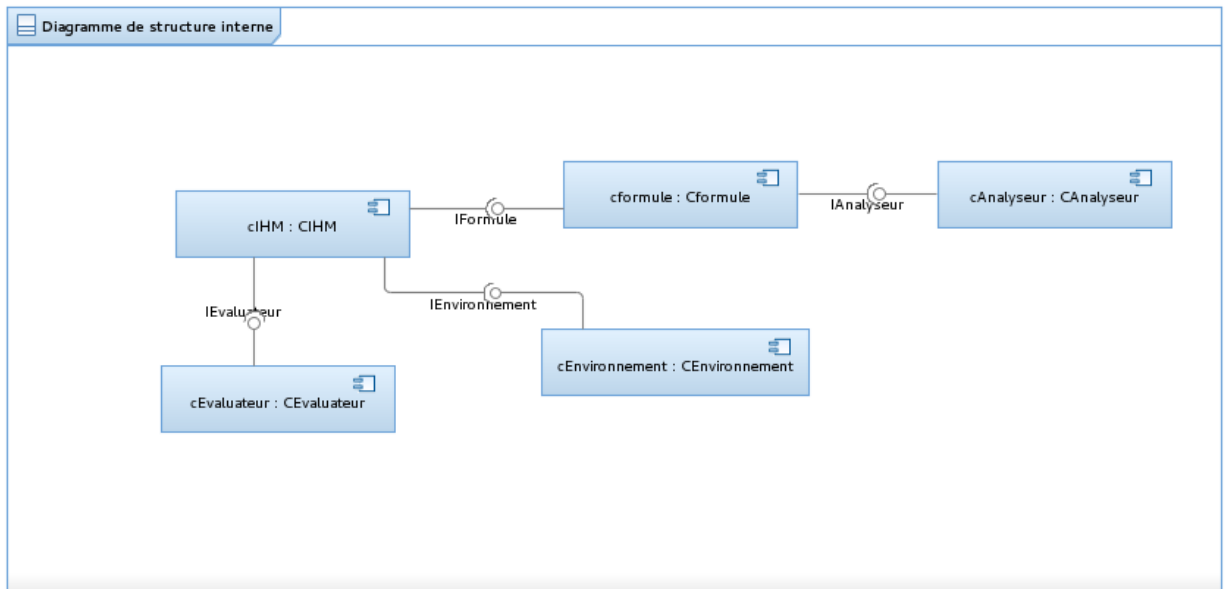 Diagramme de structure interne
cformule : Cformule
cAnalyseur : CAnalyseur
IAnalyseur
cIHM : CIHM
IFormule
IEvaluateur
IEnvironnement
cEnvironnement : CEnvironnement
cEvaluateur : CEvaluateur